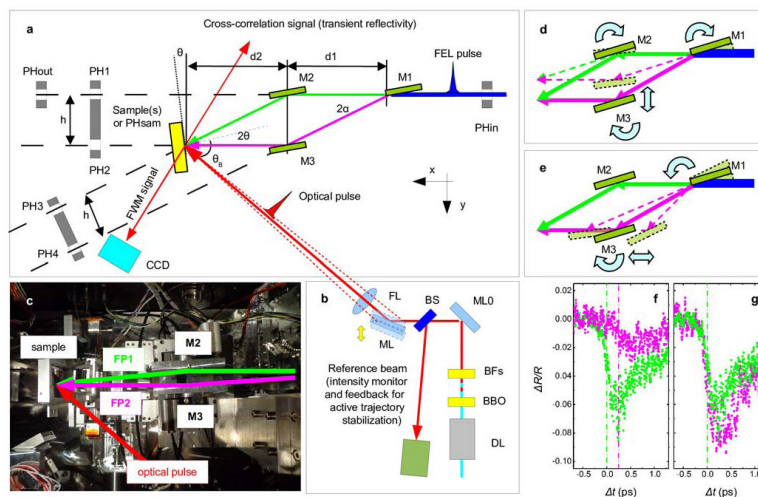 a
Cross-correlation signal (transient reflectivity)
θ
d2
d1
FEL pulse
PHout
PH1
M2
M1
h
Sample(s)
or PHsam
2α
PHin
2θ
M3
θB
PH2
x
y
FWM signal
Optical pulse
PH3
h
PH4
CCD
b
FL
BS
ML0
ML
Reference beam
(intensity monitor
and feedback for
active trajectory
stabilization)
BFs
BBO
DL
c
sample
FP1
M2
FP2
M3
optical pulse
d
M2
M1
M3
e
M2
M1
M3
f
g
0.02
0.00
-0.02
-0.04
-0.06
-0.08
-0.10
ΔR/R
0.0
0.5
1.0
0.0
0.5
1.0
Δt (ps)
Δt (ps)